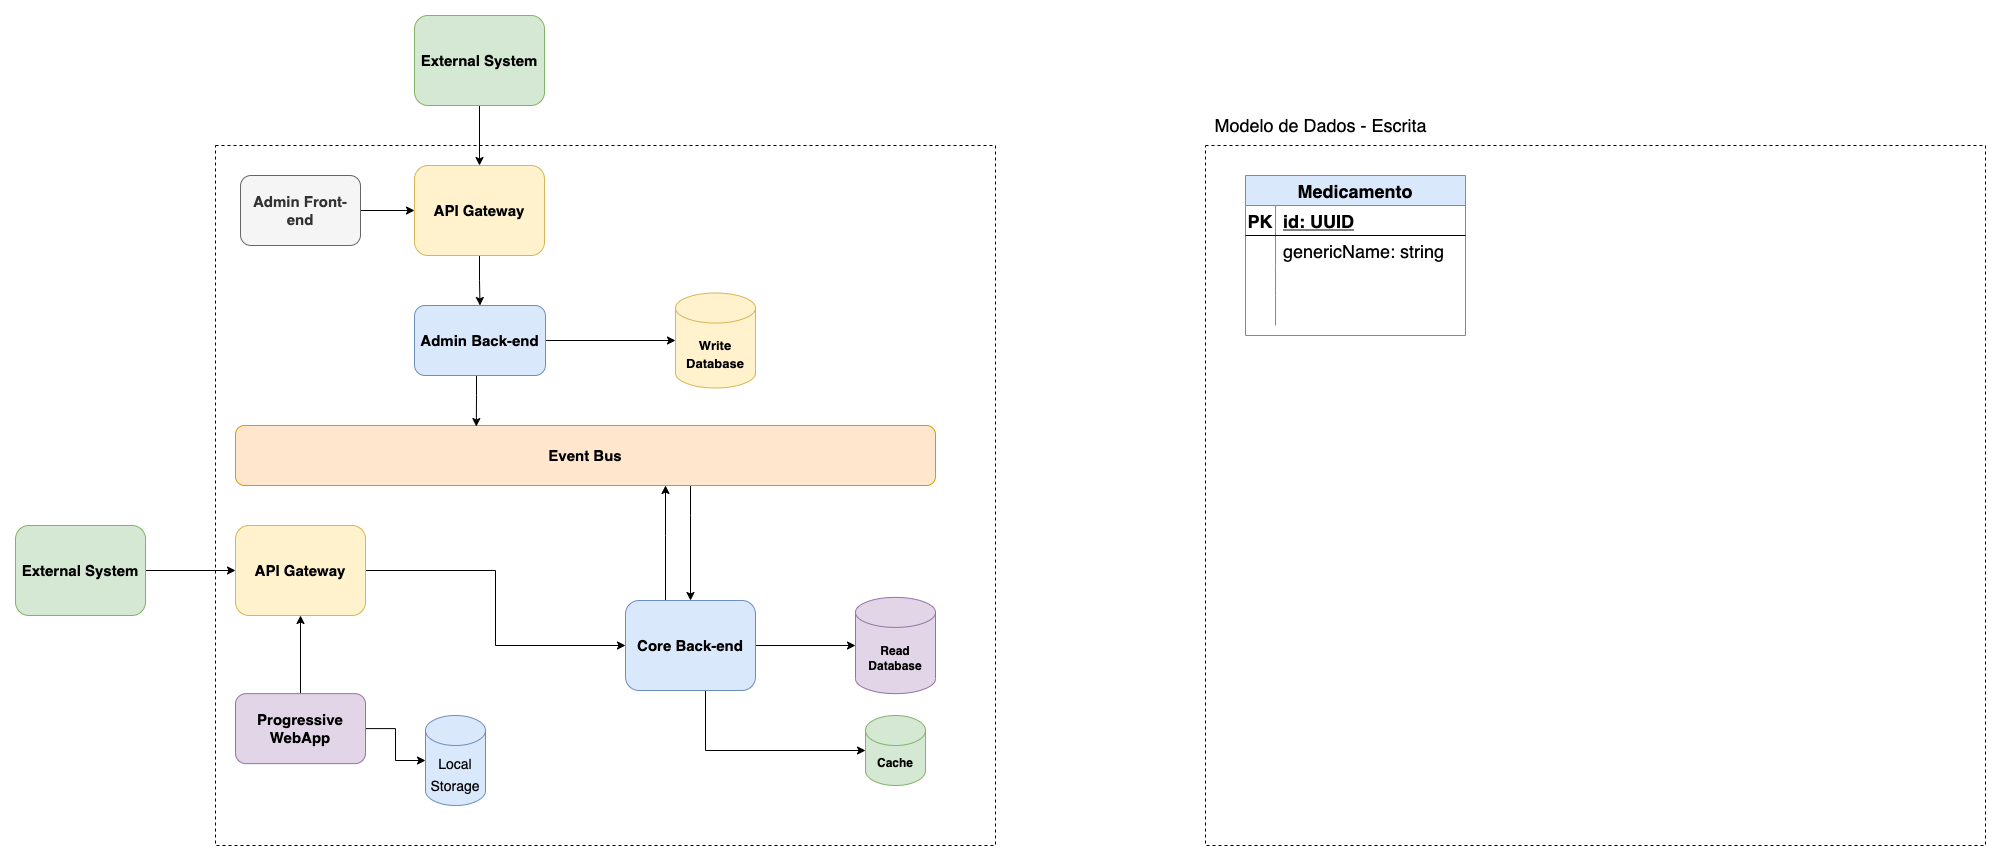 External System
Admin Front-
end
API Gateway
Admin Back-end
Write
Database
Event Bus
External System
API Gateway
Core Back-end
Read
Database
Progressive
WebApp
Local
Storage
Cache
Modelo de Dados - Escrita
Medicamento
PK id: UUID
genericName: string